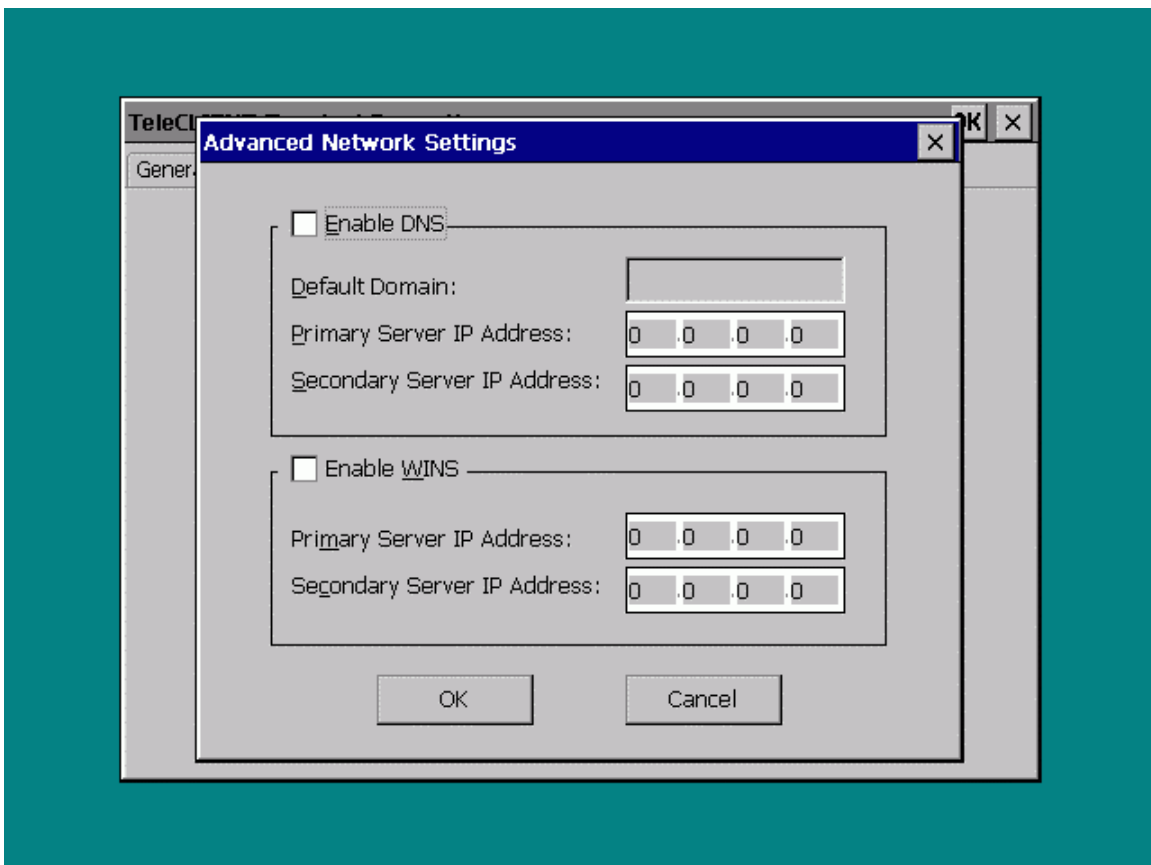 OK
Advanced Network Settings
Enable DNS
Default Domain:
Primary Server IP Address: 0 .0 .0 .0
Secondary Server IP Address: 0 .0 .0 .0
Enable WINS
Primary Server IP Address: 0 .0 .0 .0
Secondary Server IP Address: 0 .0 .0 .0
OK Cancel